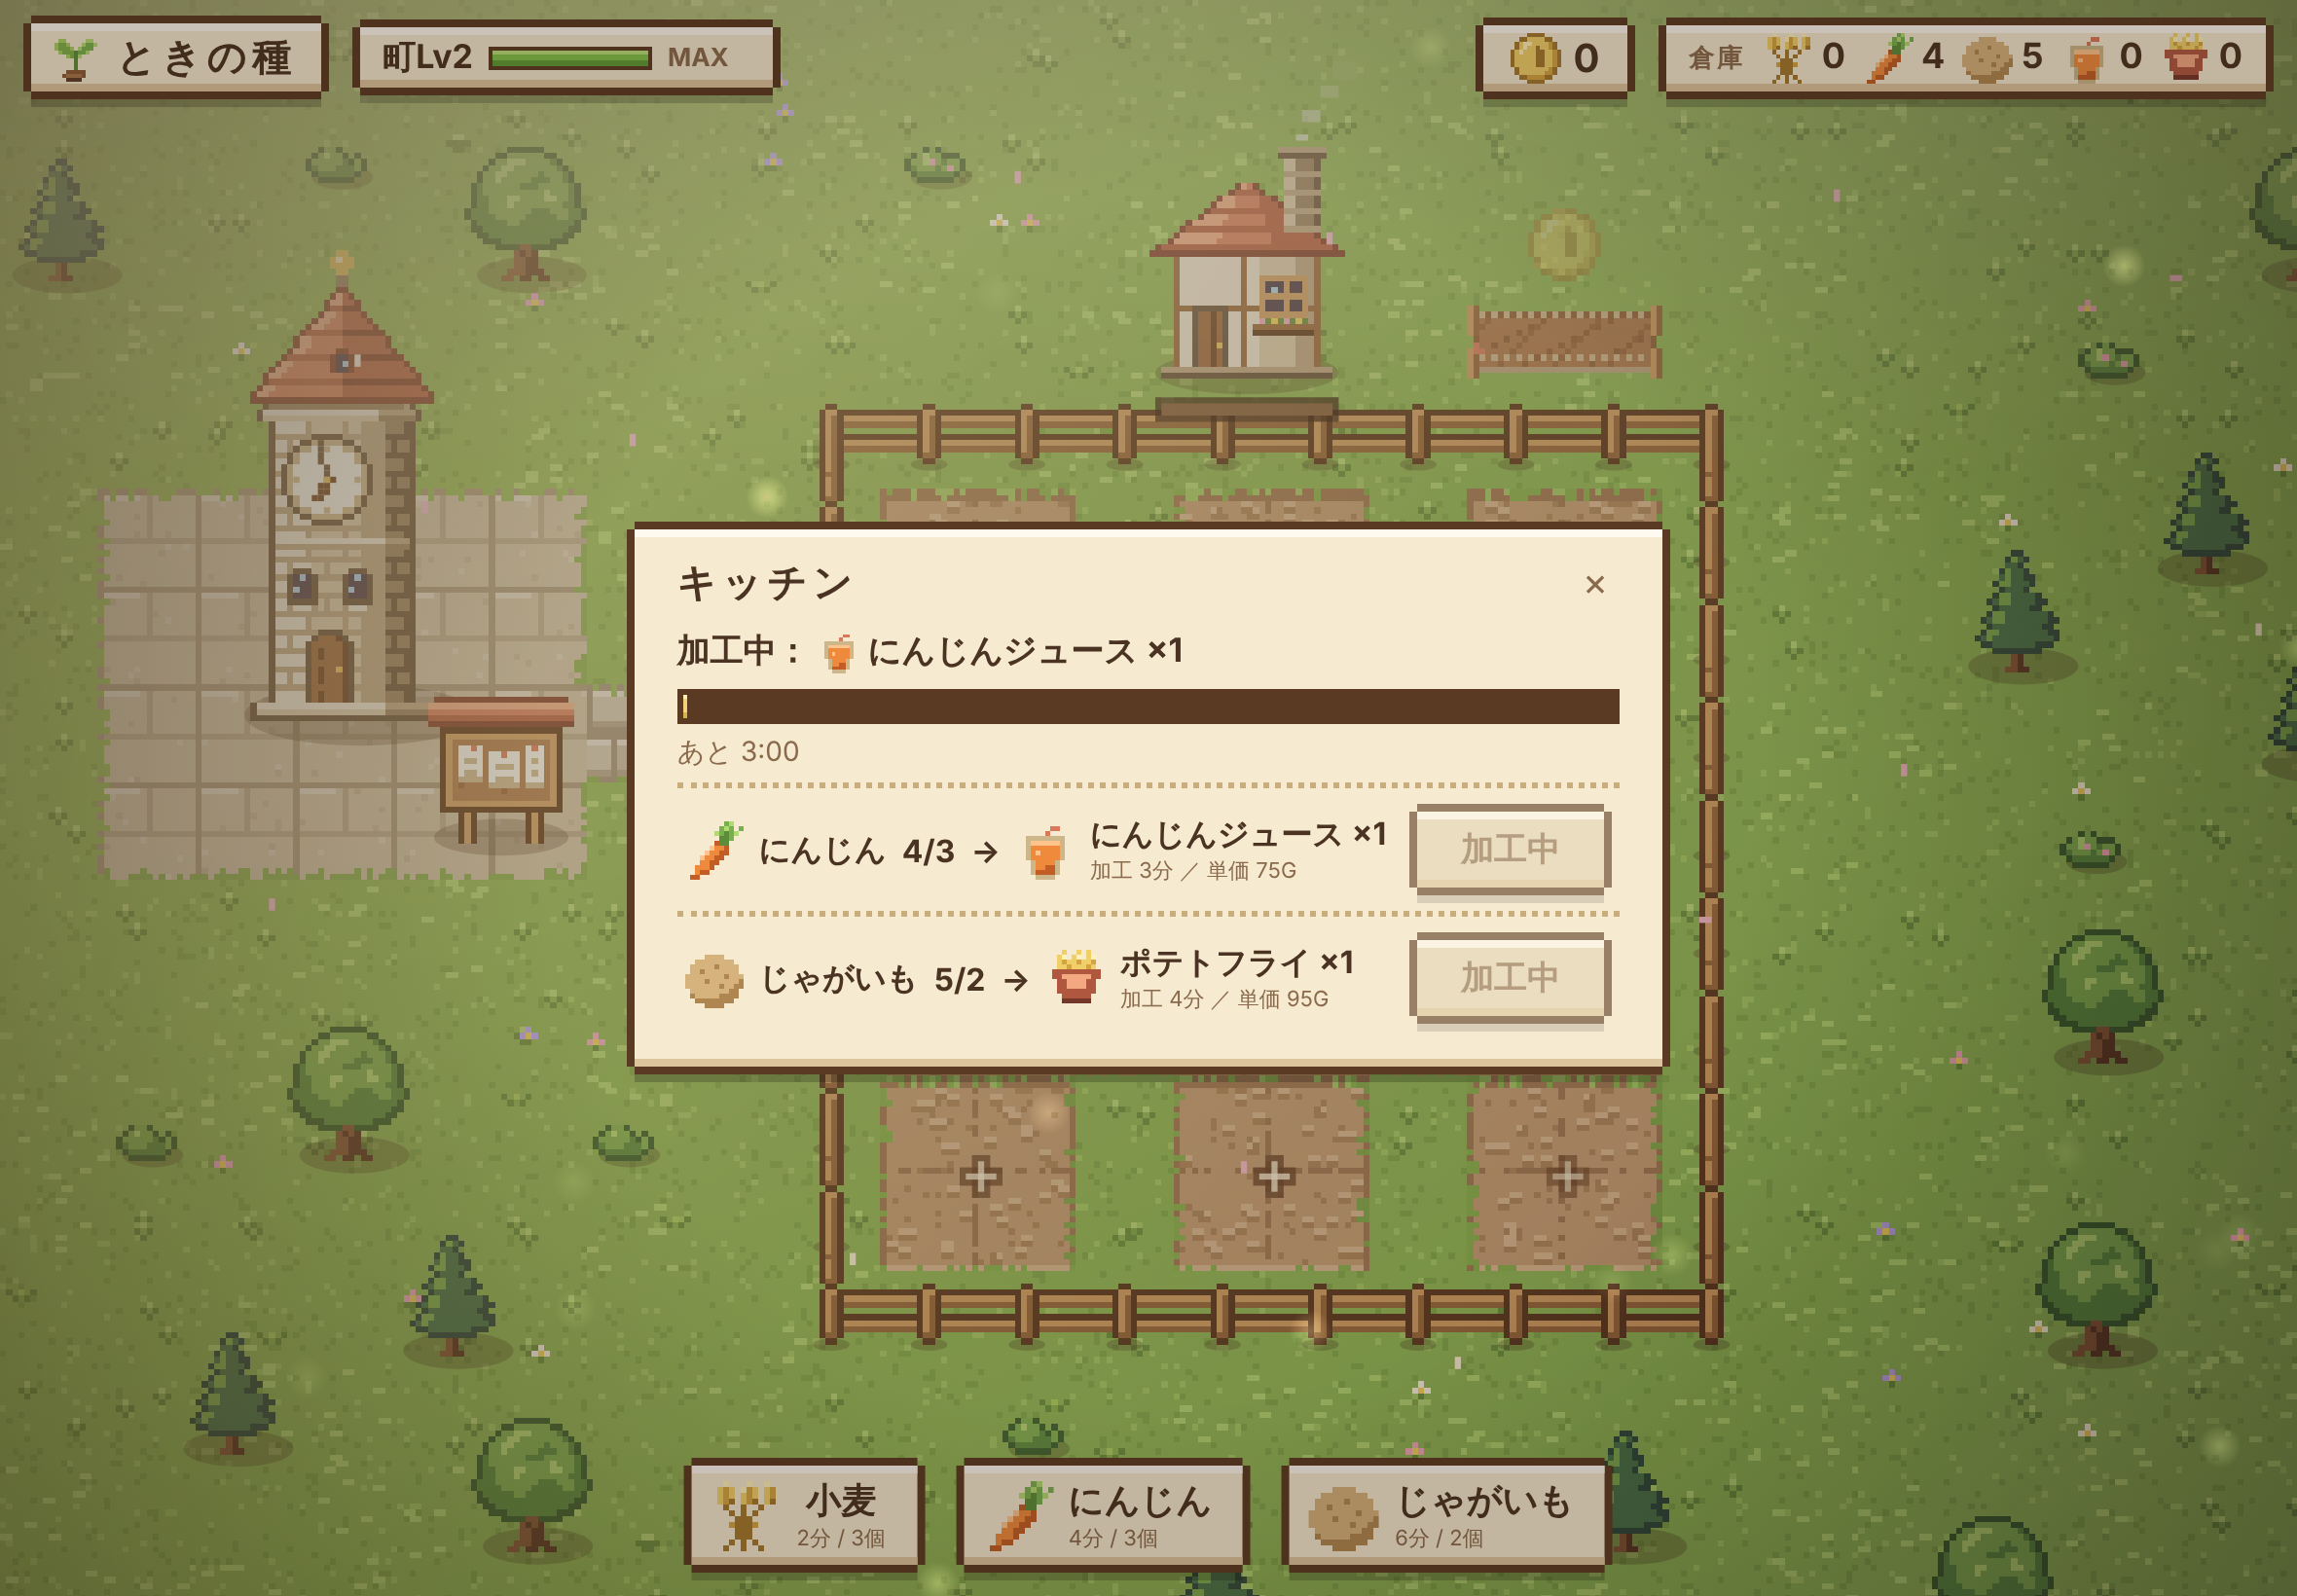 ときの種
町Lv2 MAX
0
倉庫 0 4 5 0 0
キッチン ×
加工中： にんじんジュース ×1
あと 3:00
にんじん 4/3 → にんじんジュース ×1
加工 3分 ／ 単価 75G
加工中
じゃがいも 5/2 → ポテトフライ ×1
加工 4分 ／ 単価 95G
加工中
小麦
2分 / 3個
にんじん
4分 / 3個
じゃがいも
6分 / 2個